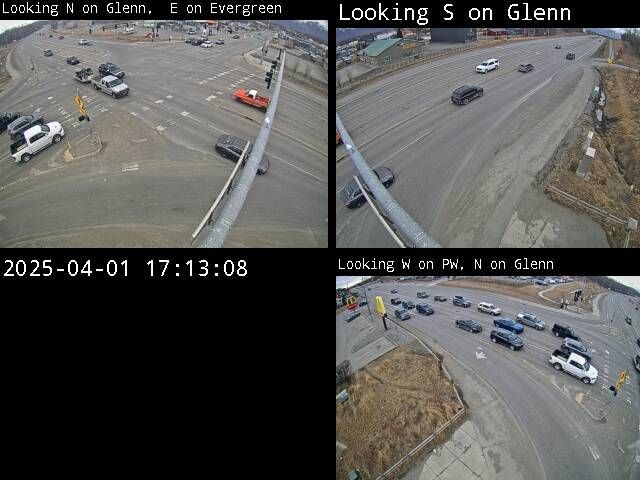 Looking N on Glenn,  E on Evergreen
Looking S on Glenn
2025-04-01 17:13:08
Looking W on PW, N on Glenn